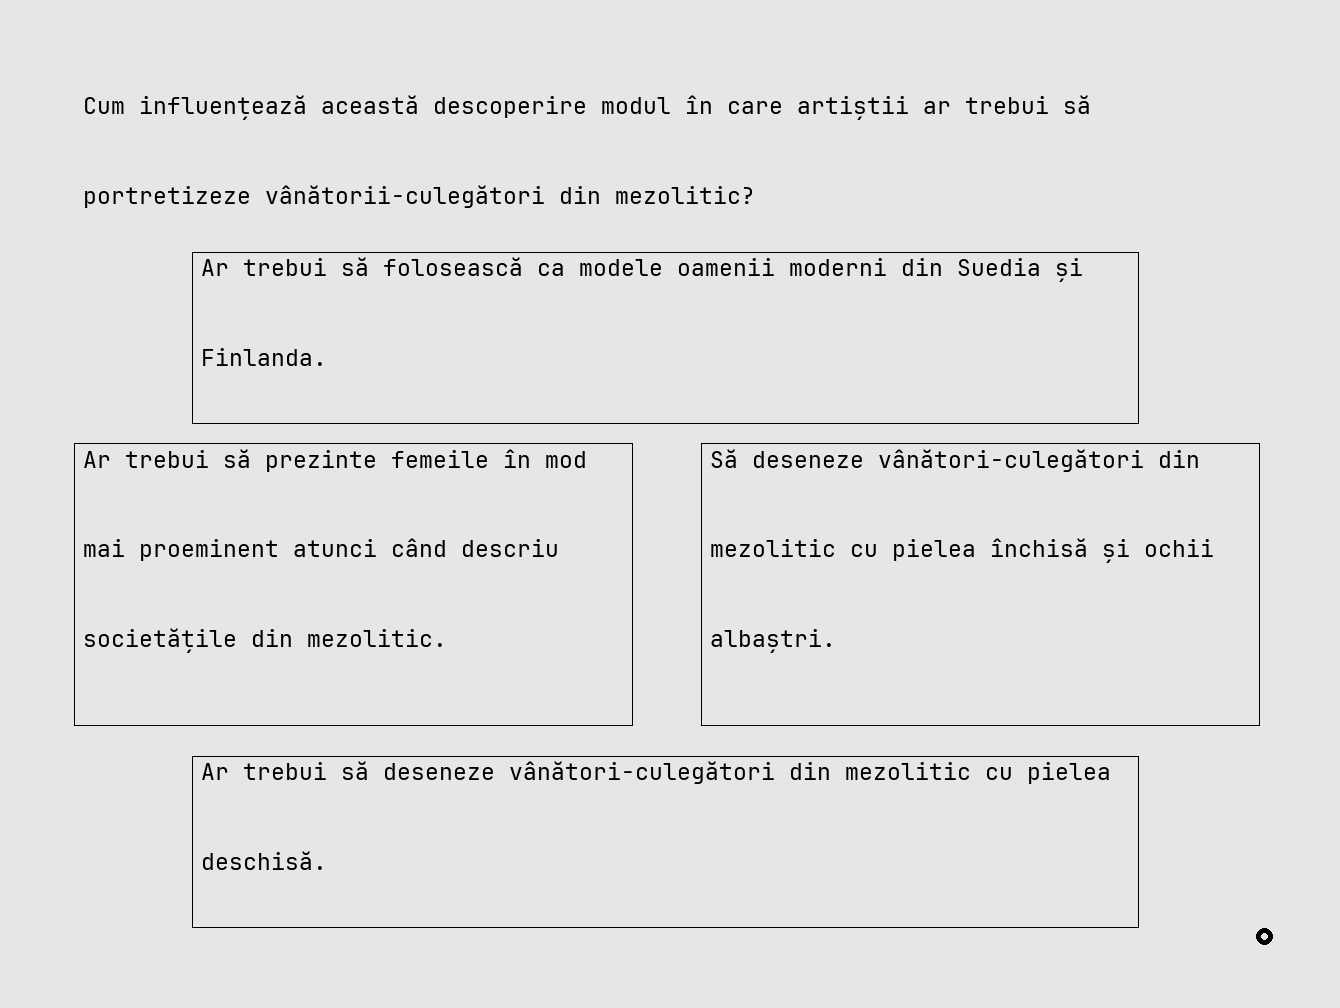 Cum influențează această descoperire modul în care artiștii ar trebui să
portretizeze vânătorii-culegători din mezolitic?
Ar trebui să folosească ca modele oamenii moderni din Suedia și
Finlanda.
Ar trebui să prezinte femeile în mod
mai proeminent atunci când descriu
societățile din mezolitic.
Să deseneze vânători-culegători din
mezolitic cu pielea închisă și ochii
albaștri.
Ar trebui să deseneze vânători-culegători din mezolitic cu pielea
deschisă.